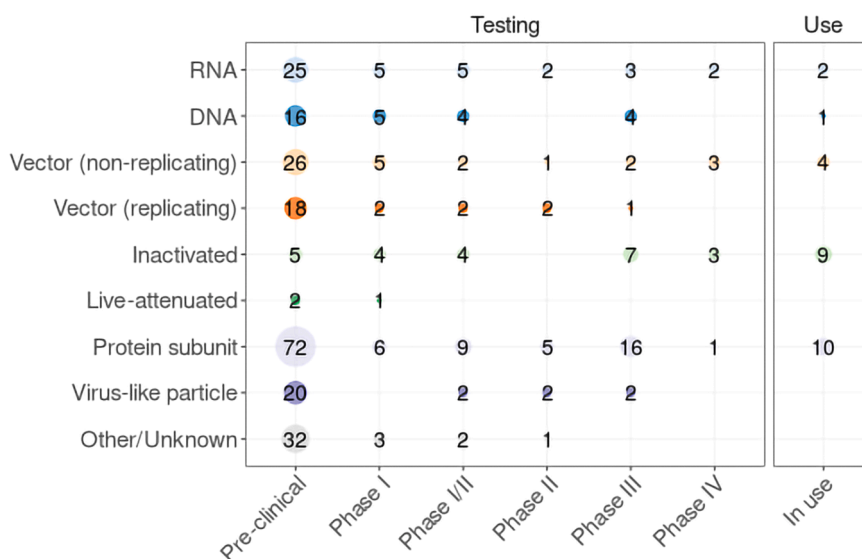 Testing Use
RNA 25 5 5 2 3 2 2
DNA 16 5 4 4 1
Vector (non-replicating) 26 5 2 1 2 3 4
Vector (replicating) 18 2 2 2 1
Inactivated 5 4 4 7 3 9
Live-attenuated 2 1
Protein subunit 72 6 9 5 16 1 10
Virus-like particle 20 2 2 2
Other/Unknown 32 3 2 1
Pre-clinical Phase I Phase I/II Phase II Phase III Phase IV In use